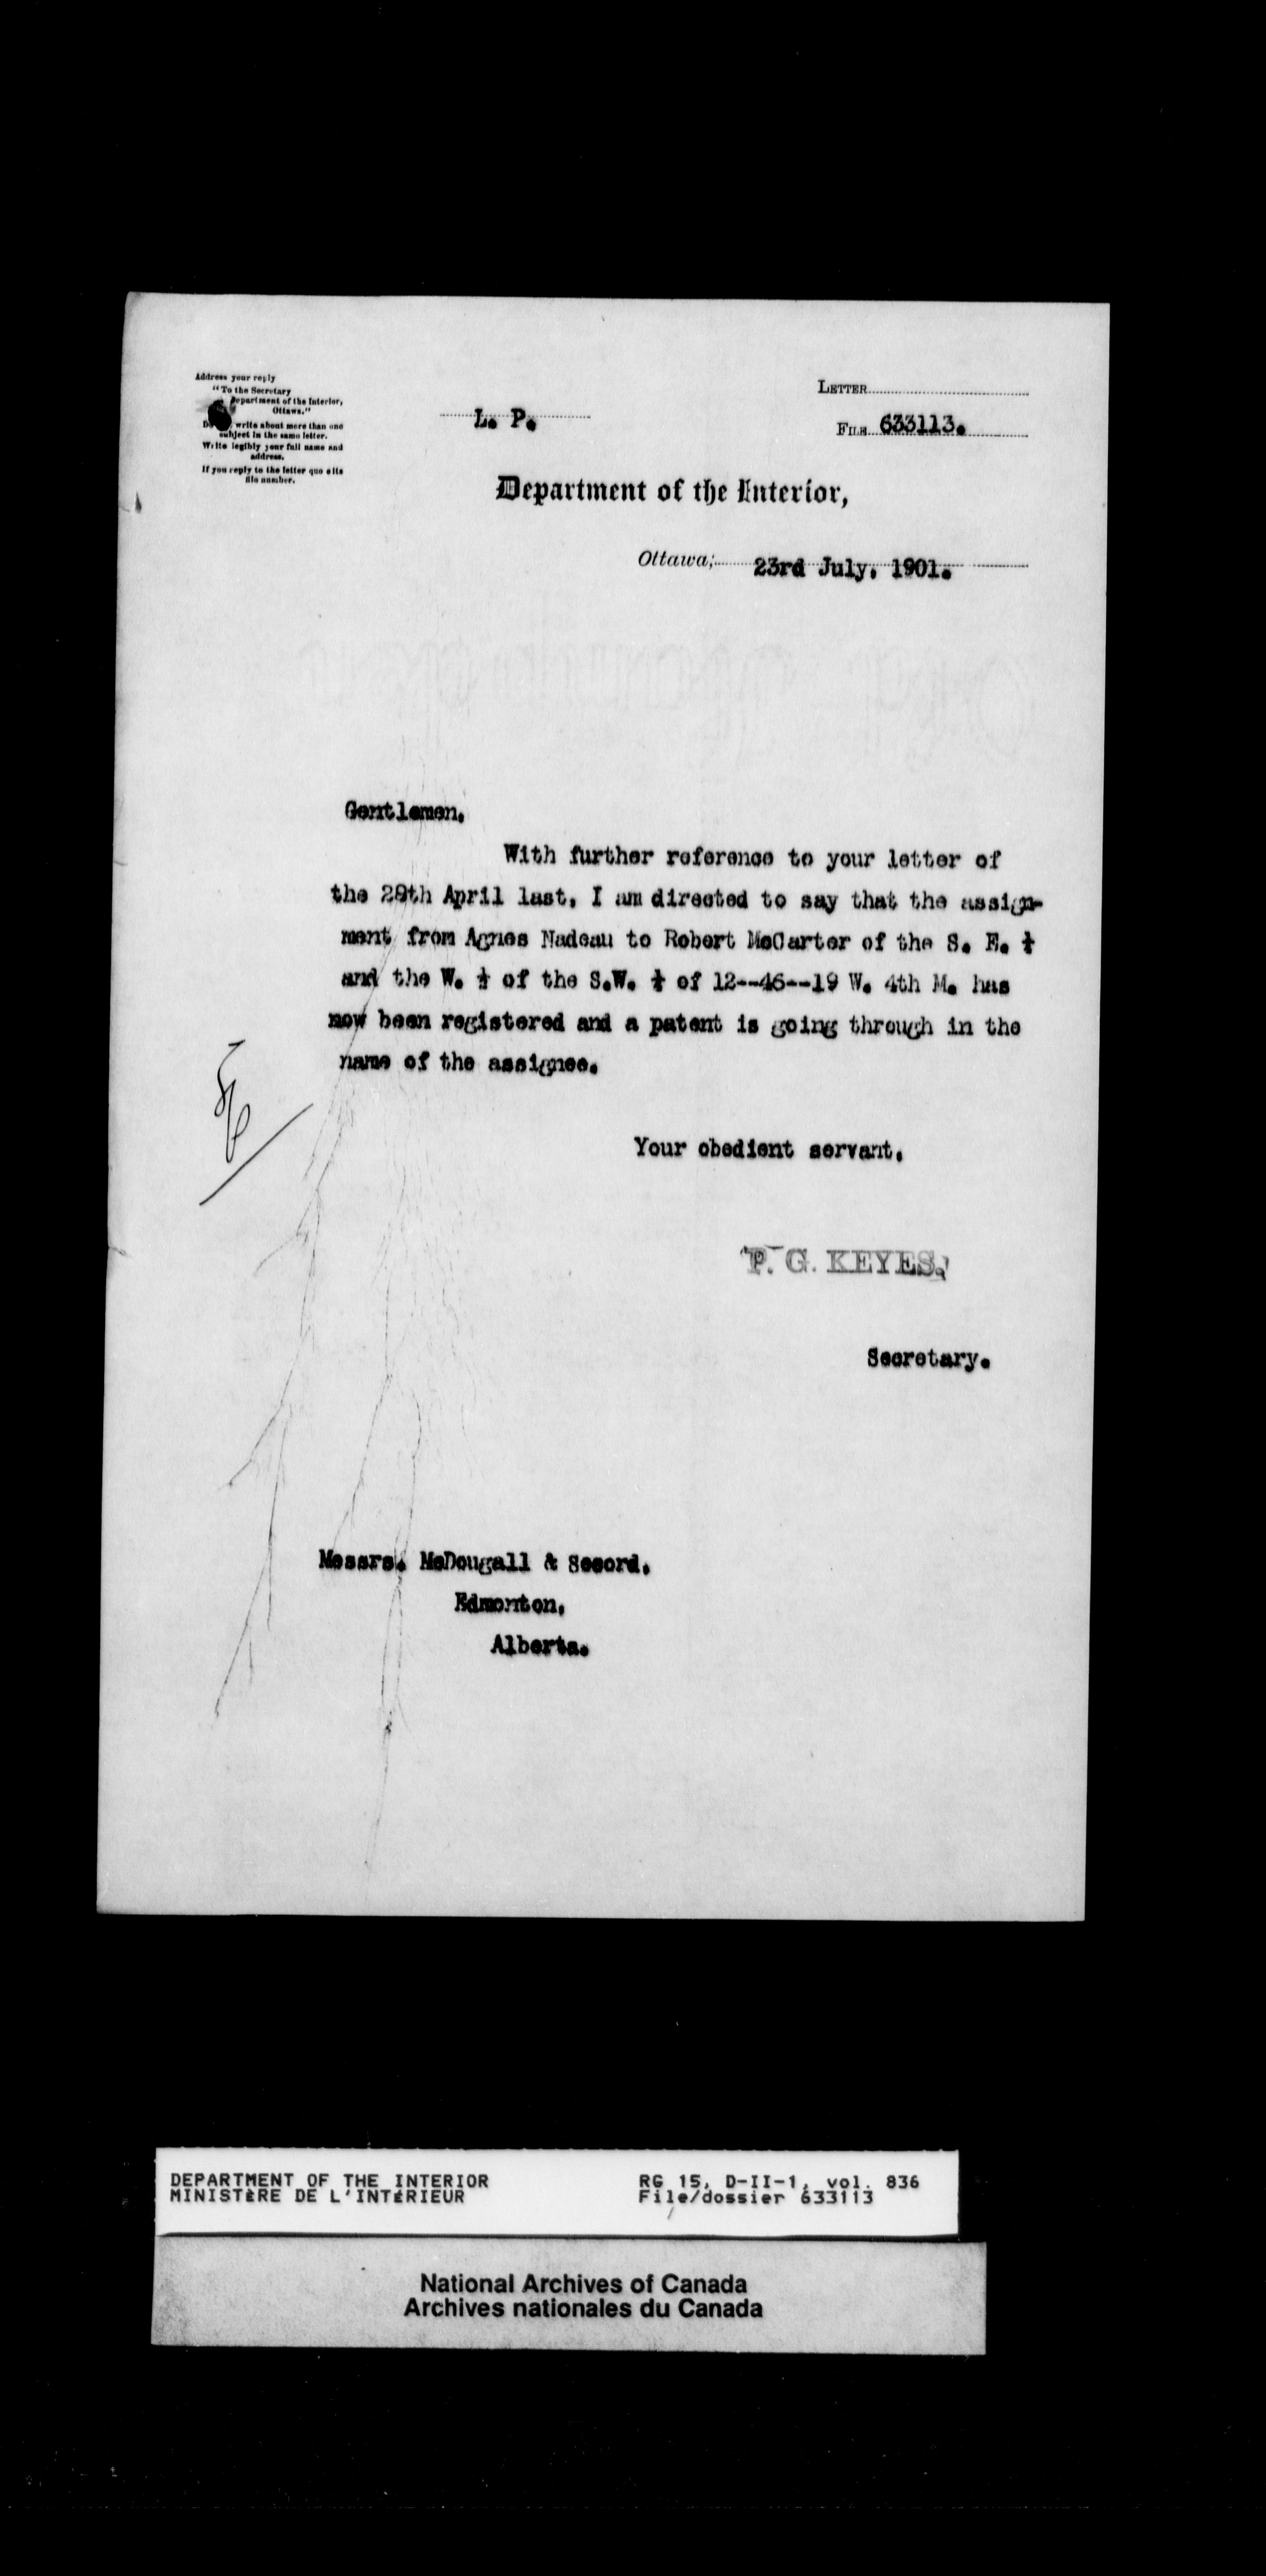 Address your reply
"To the Secretary
Department of the Interior,
Ottawa."
write about more than one
subject in the same letter.
Write legibly your full name and
address.
If you reply to the letter quo e its
file number.
L. P.
LETTER
FILE 633113.
Department of the Interior,
Ottawa, 23rd July, 1901.
Gentlemen,
With further reference to your letter of
the 29th April last, I am directed to say that the assign-
ment from Agnes Nadeau to Robert McCarter of the S. E. ¼
and the W. ½ of the S.W. ¼ of 12--46--19 W. 4th M. has
now been registered and a patent is going through in the
name of the assignee.
Your obedient servant,
P. G. KEYES,
Secretary.
Messrs. McDougall & Secord,
Edmonton,
Alberta.
DEPARTMENT OF THE INTERIOR
MINISTÈRE DE L'INTÉRIEUR
RG 15, D-II-1, vol. 836
File/dossier 633113
National Archives of Canada
Archives nationales du Canada